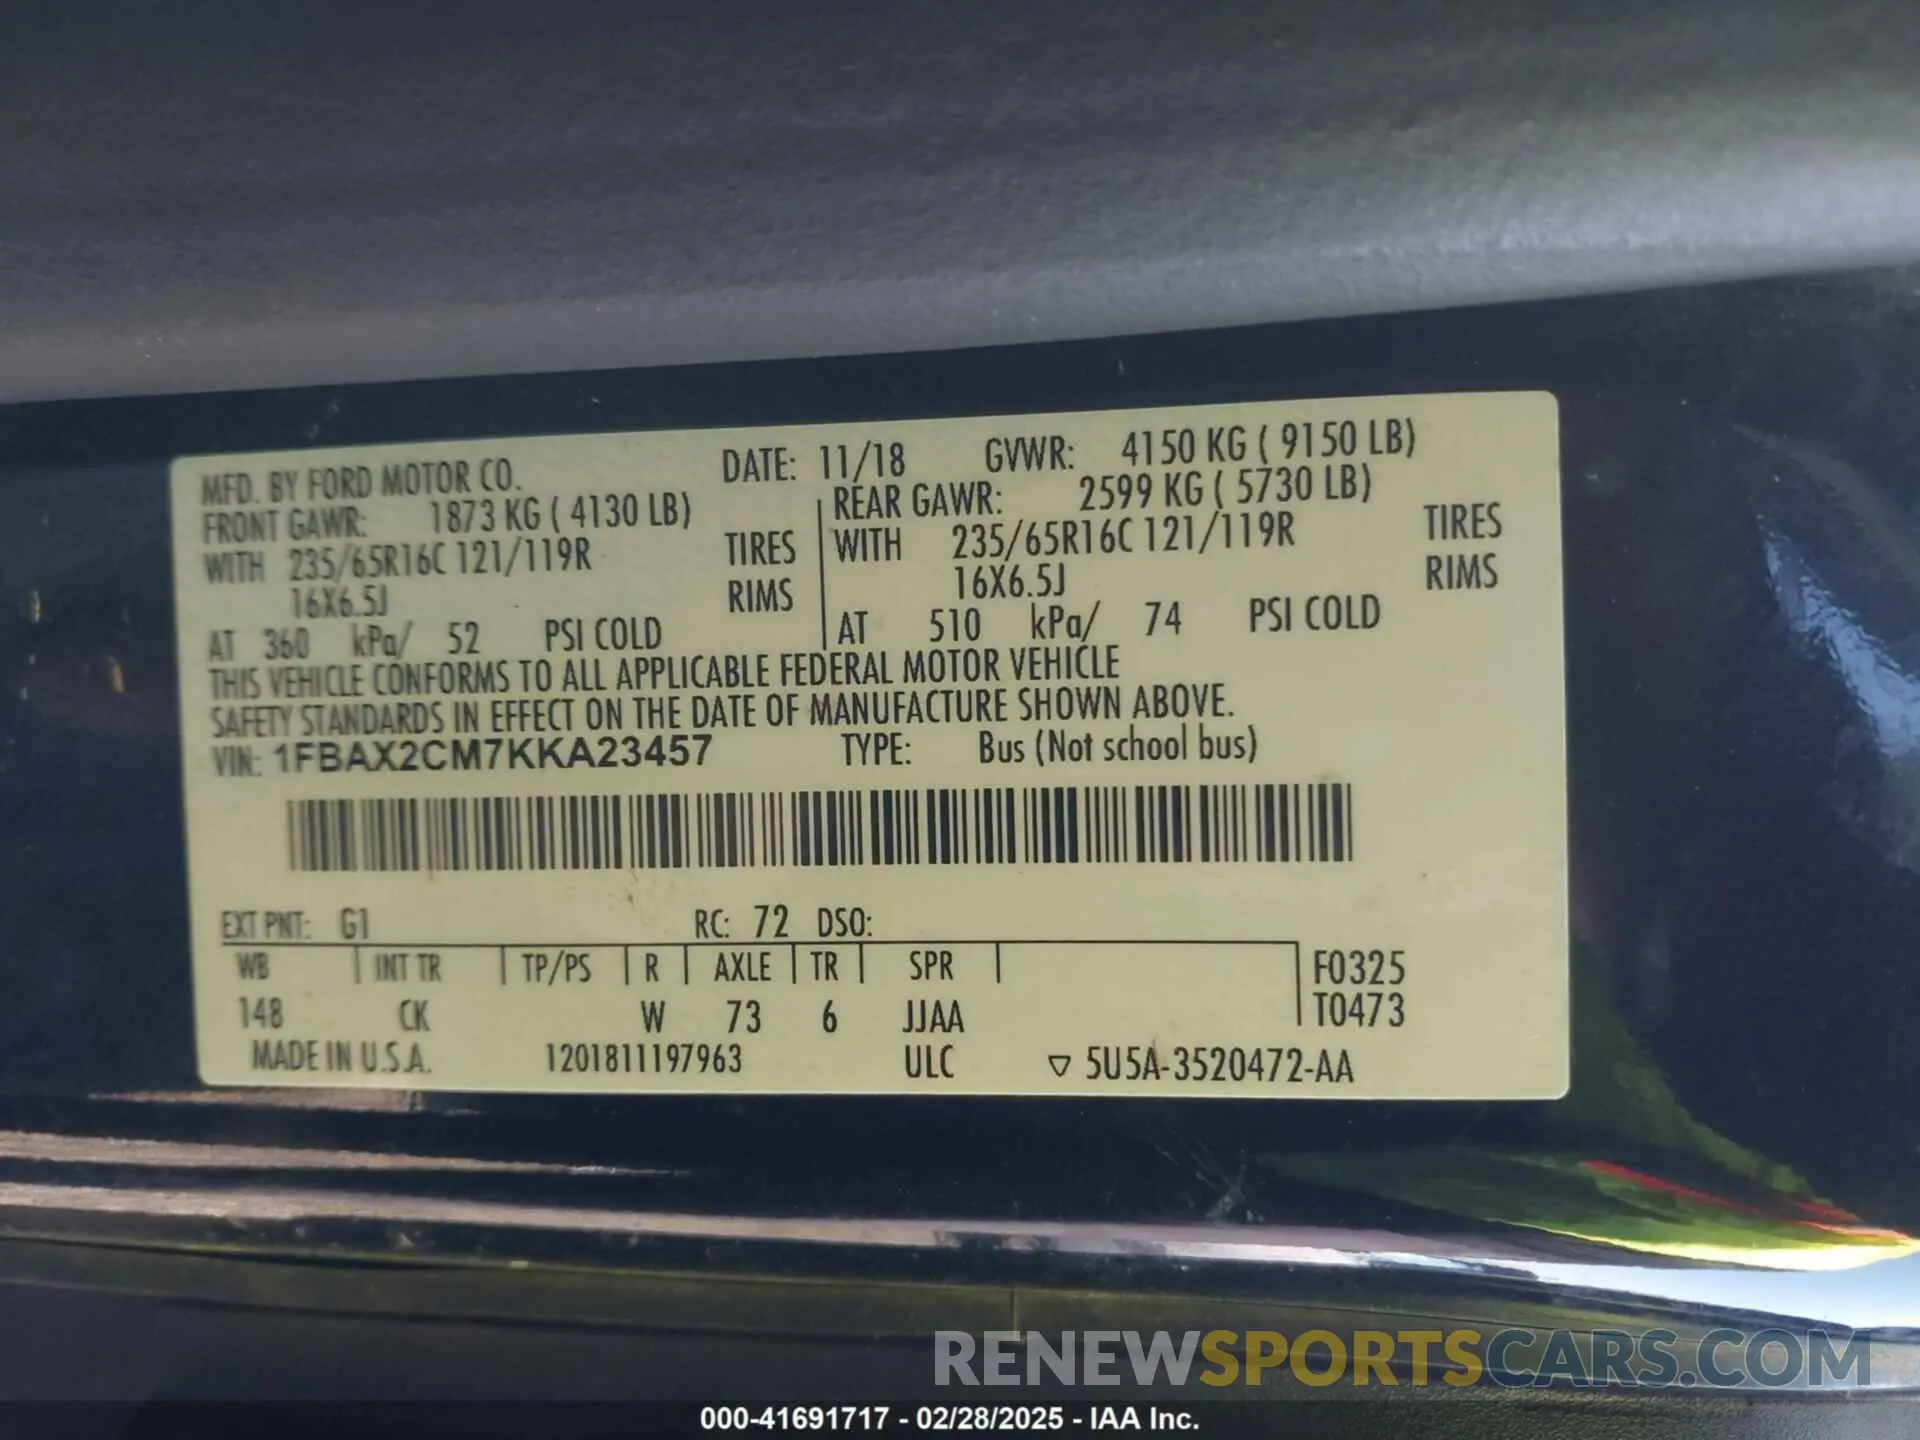 MFD. BY FORD MOTOR CO. DATE: 11/18 GVWR: 4150 KG ( 9150 LB)
FRONT GAWR: 1873 KG ( 4130 LB) REAR GAWR: 2599 KG ( 5730 LB)
WITH 235/65R16C 121/119R TIRES WITH 235/65R16C 121/119R TIRES
16X6.5J RIMS 16X6.5J RIMS
AT 360 kPa/ 52 PSI COLD AT 510 kPa/ 74 PSI COLD
THIS VEHICLE CONFORMS TO ALL APPLICABLE FEDERAL MOTOR VEHICLE
SAFETY STANDARDS IN EFFECT ON THE DATE OF MANUFACTURE SHOWN ABOVE.
VIN: 1FBAX2CM7KKA23457 TYPE: Bus (Not school bus)
EXT PNT: G1 RC: 72 DSO:
WB INT TR TP/PS R AXLE TR SPR F0325
148 CK W 73 6 JJAA T0473
MADE IN U.S.A. 1201811197963 ULC ▽ 5U5A-3520472-AA
RENEWSPORTSCARS.COM
000-41691717 - 02/28/2025 - IAA Inc.